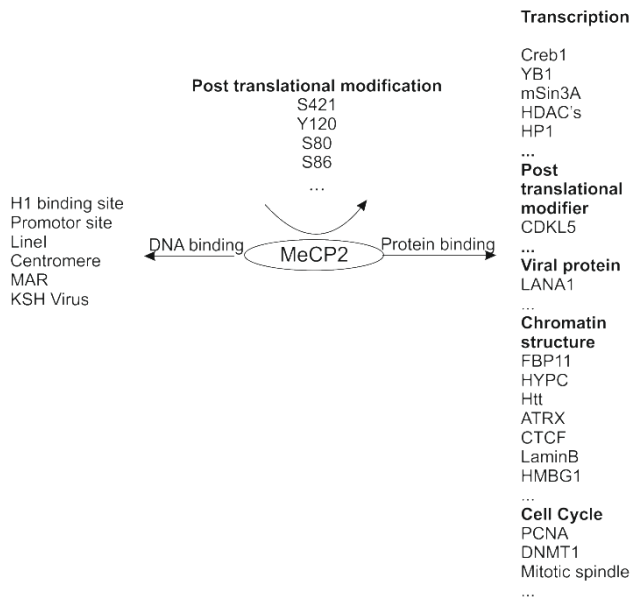 Transcription
Creb1
YB1
mSin3A
HDAC's
HP1
...
Post
translational
modifier
CDKL5
...
Viral protein
LANA1
...
Chromatin
structure
FBP11
HYPC
Htt
ATRX
CTCF
LaminB
HMBG1
...
Cell Cycle
PCNA
DNMT1
Mitotic spindle
...
Post translational modification
S421
Y120
S80
S86
...
H1 binding site
Promotor site
LineI
Centromere
MAR
KSH Virus
DNA binding
MeCP2
Protein binding